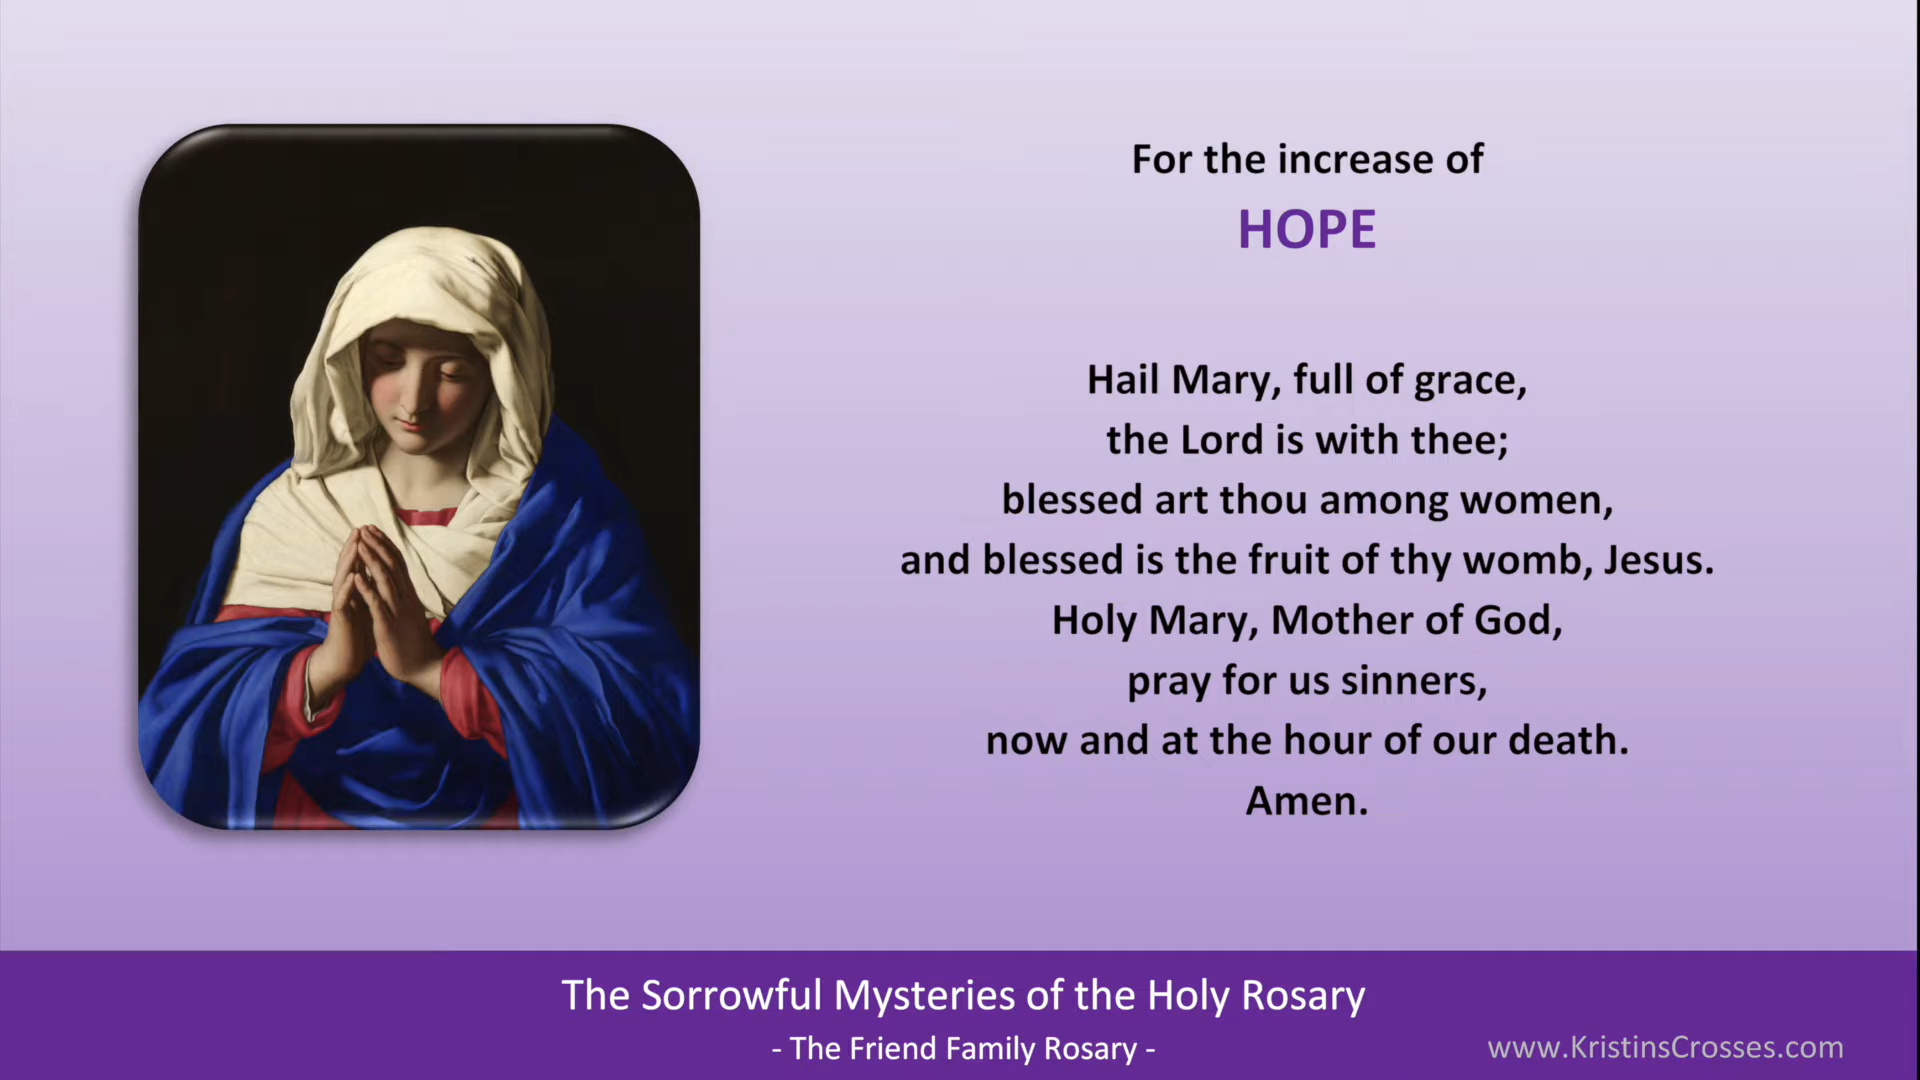 For the increase of
HOPE
Hail Mary, full of grace,
the Lord is with thee;
blessed art thou among women,
and blessed is the fruit of thy womb, Jesus.
Holy Mary, Mother of God,
pray for us sinners,
now and at the hour of our death.
Amen.
The Sorrowful Mysteries of the Holy Rosary
- The Friend Family Rosary -
www.KristinsCrosses.com